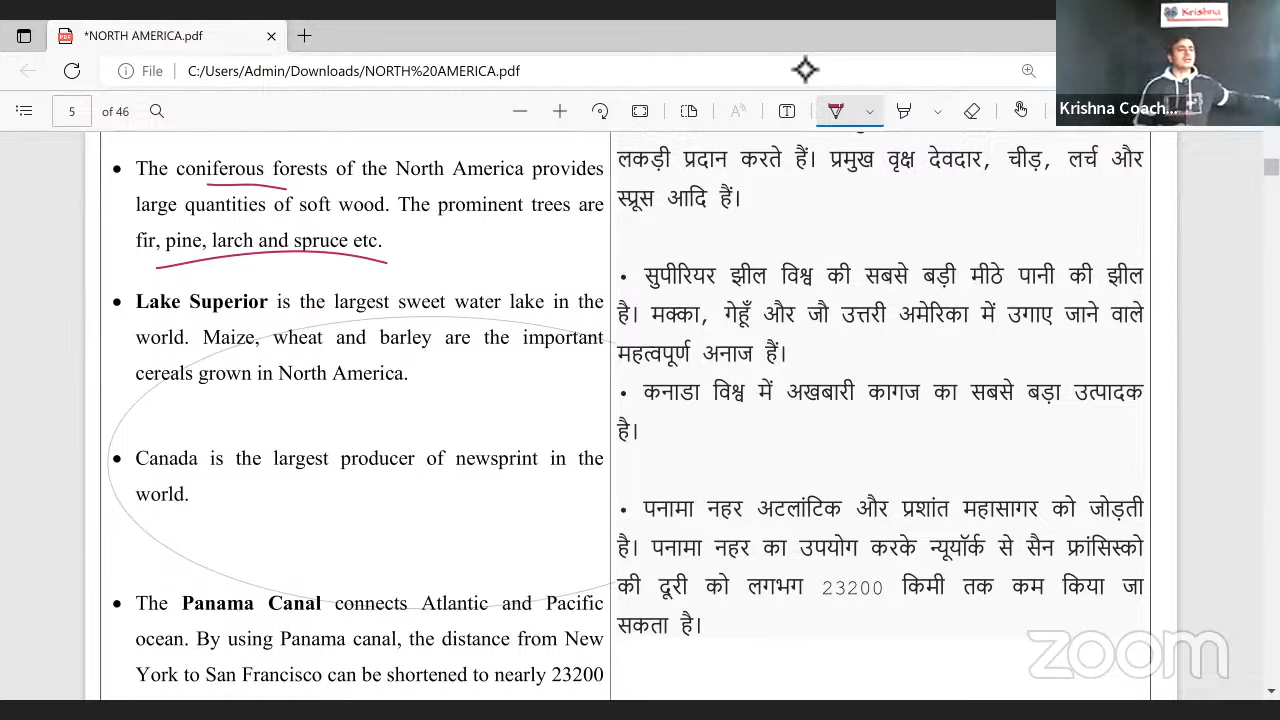 *NORTH AMERICA.pdf
File
C:/Users/Admin/Downloads/NORTH%20AMERICA.pdf
5
of 46
Krishna
Krishna Coach...
The coniferous forests of the North America provides
large quantities of soft wood. The prominent trees are
fir, pine, larch and spruce etc.
Lake Superior is the largest sweet water lake in the
world. Maize, wheat and barley are the important
cereals grown in North America.
Canada is the largest producer of newsprint in the
world.
The Panama Canal connects Atlantic and Pacific
ocean. By using Panama canal, the distance from New
York to San Francisco can be shortened to nearly 23200
लकड़ी प्रदान करते हैं। प्रमुख वृक्ष देवदार, चीड़, लर्च और
स्प्रूस आदि हैं।
• सुपीरियर झील विश्व की सबसे बड़ी मीठे पानी की झील
है। मक्का, गेहूँ और जौ उत्तरी अमेरिका में उगाए जाने वाले
महत्वपूर्ण अनाज हैं।
• कनाडा विश्व में अखबारी कागज का सबसे बड़ा उत्पादक
है।
• पनामा नहर अटलांटिक और प्रशांत महासागर को जोड़ती
है। पनामा नहर का उपयोग करके न्यूयॉर्क से सैन फ्रांसिस्को
की दूरी को लगभग 23200 किमी तक कम किया जा
सकता है।
zoom